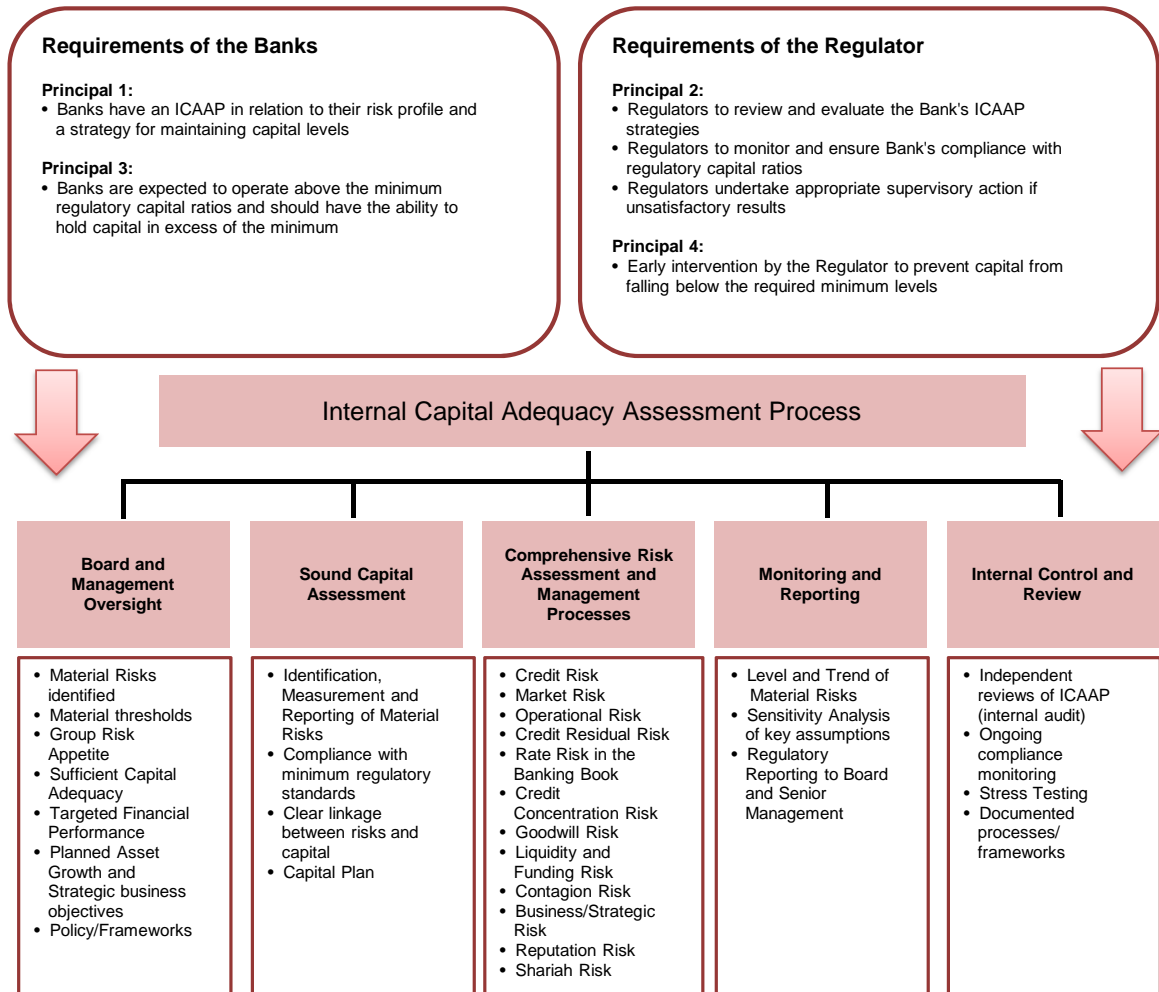 Requirements of the Banks
Principal 1:
• Banks have an ICAAP in relation to their risk profile and
a strategy for maintaining capital levels
Principal 3:
• Banks are expected to operate above the minimum
regulatory capital ratios and should have the ability to
hold capital in excess of the minimum
Requirements of the Regulator
Principal 2:
• Regulators to review and evaluate the Bank's ICAAP
strategies
• Regulators to monitor and ensure Bank's compliance with
regulatory capital ratios
• Regulators undertake appropriate supervisory action if
unsatisfactory results
Principal 4:
• Early intervention by the Regulator to prevent capital from
falling below the required minimum levels
Internal Capital Adequacy Assessment Process
Board and
Management
Oversight
• Material Risks
identified
• Material thresholds
• Group Risk
Appetite
• Sufficient Capital
Adequacy
• Targeted Financial
Performance
• Planned Asset
Growth and
Strategic business
objectives
• Policy/Frameworks
Sound Capital
Assessment
• Identification,
Measurement and
Reporting of Material
Risks
• Compliance with
minimum regulatory
standards
• Clear linkage
between risks and
capital
• Capital Plan
Comprehensive Risk
Assessment and
Management
Processes
• Credit Risk
• Market Risk
• Operational Risk
• Credit Residual Risk
• Rate Risk in the
Banking Book
• Credit
Concentration Risk
• Goodwill Risk
• Liquidity and
Funding Risk
• Contagion Risk
• Business/Strategic
Risk
• Reputation Risk
• Shariah Risk
Monitoring and
Reporting
• Level and Trend of
Material Risks
• Sensitivity Analysis
of key assumptions
• Regulatory
Reporting to Board
and Senior
Management
Internal Control and
Review
• Independent
reviews of ICAAP
(internal audit)
• Ongoing
compliance
monitoring
• Stress Testing
• Documented
processes/
frameworks